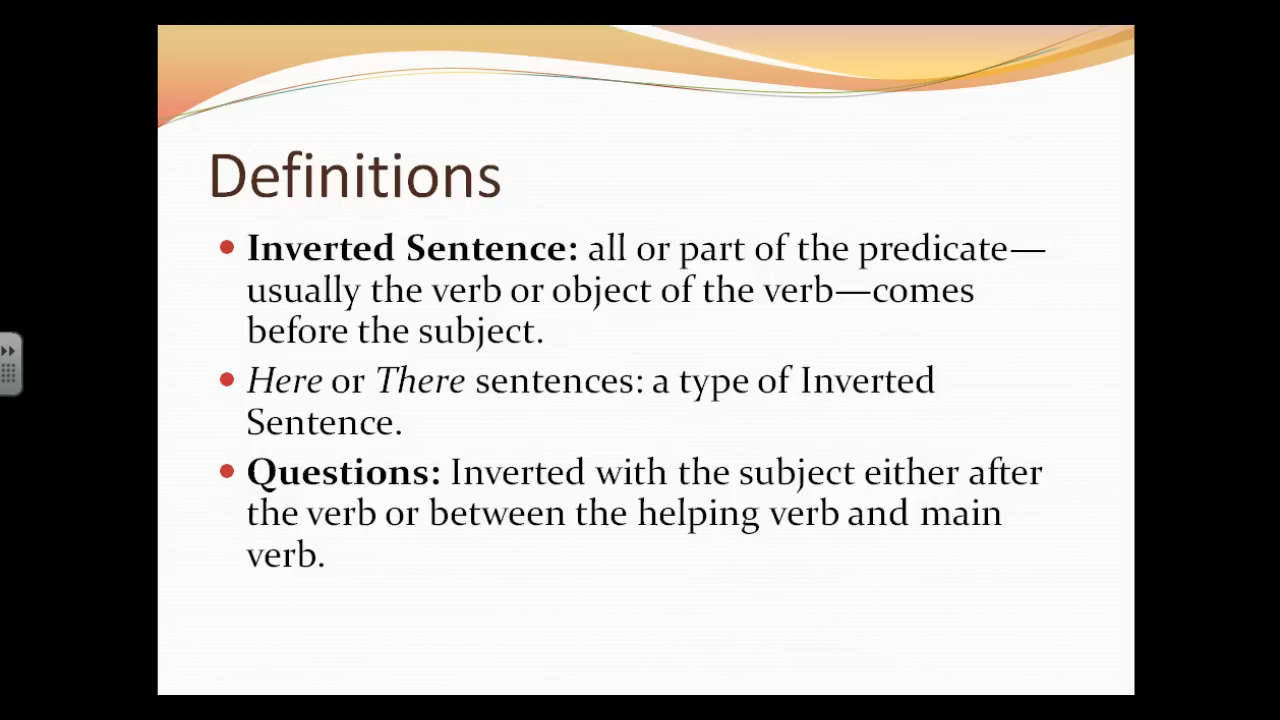 Definitions
Inverted Sentence: all or part of the predicate—
usually the verb or object of the verb—comes
before the subject.
Here or There sentences: a type of Inverted
Sentence.
Questions: Inverted with the subject either after
the verb or between the helping verb and main
verb.